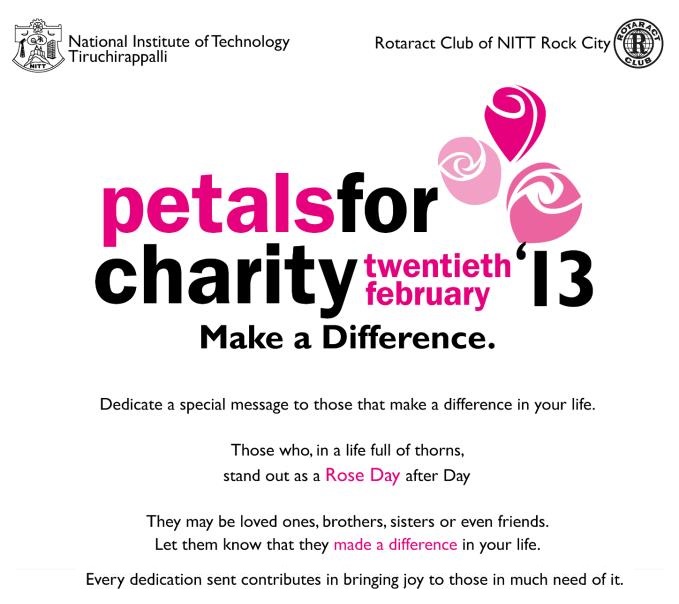 National Institute of Technology
Tiruchirappalli
NITT
Rotaract Club of NITT Rock City
ROTARACT
R
CLUB
petalsfor
charity twentieth february ‘13
Make a Difference.
Dedicate a special message to those that make a difference in your life.
Those who, in a life full of thorns,
stand out as a Rose Day after Day
They may be loved ones, brothers, sisters or even friends.
Let them know that they made a difference in your life.
Every dedication sent contributes in bringing joy to those in much need of it.